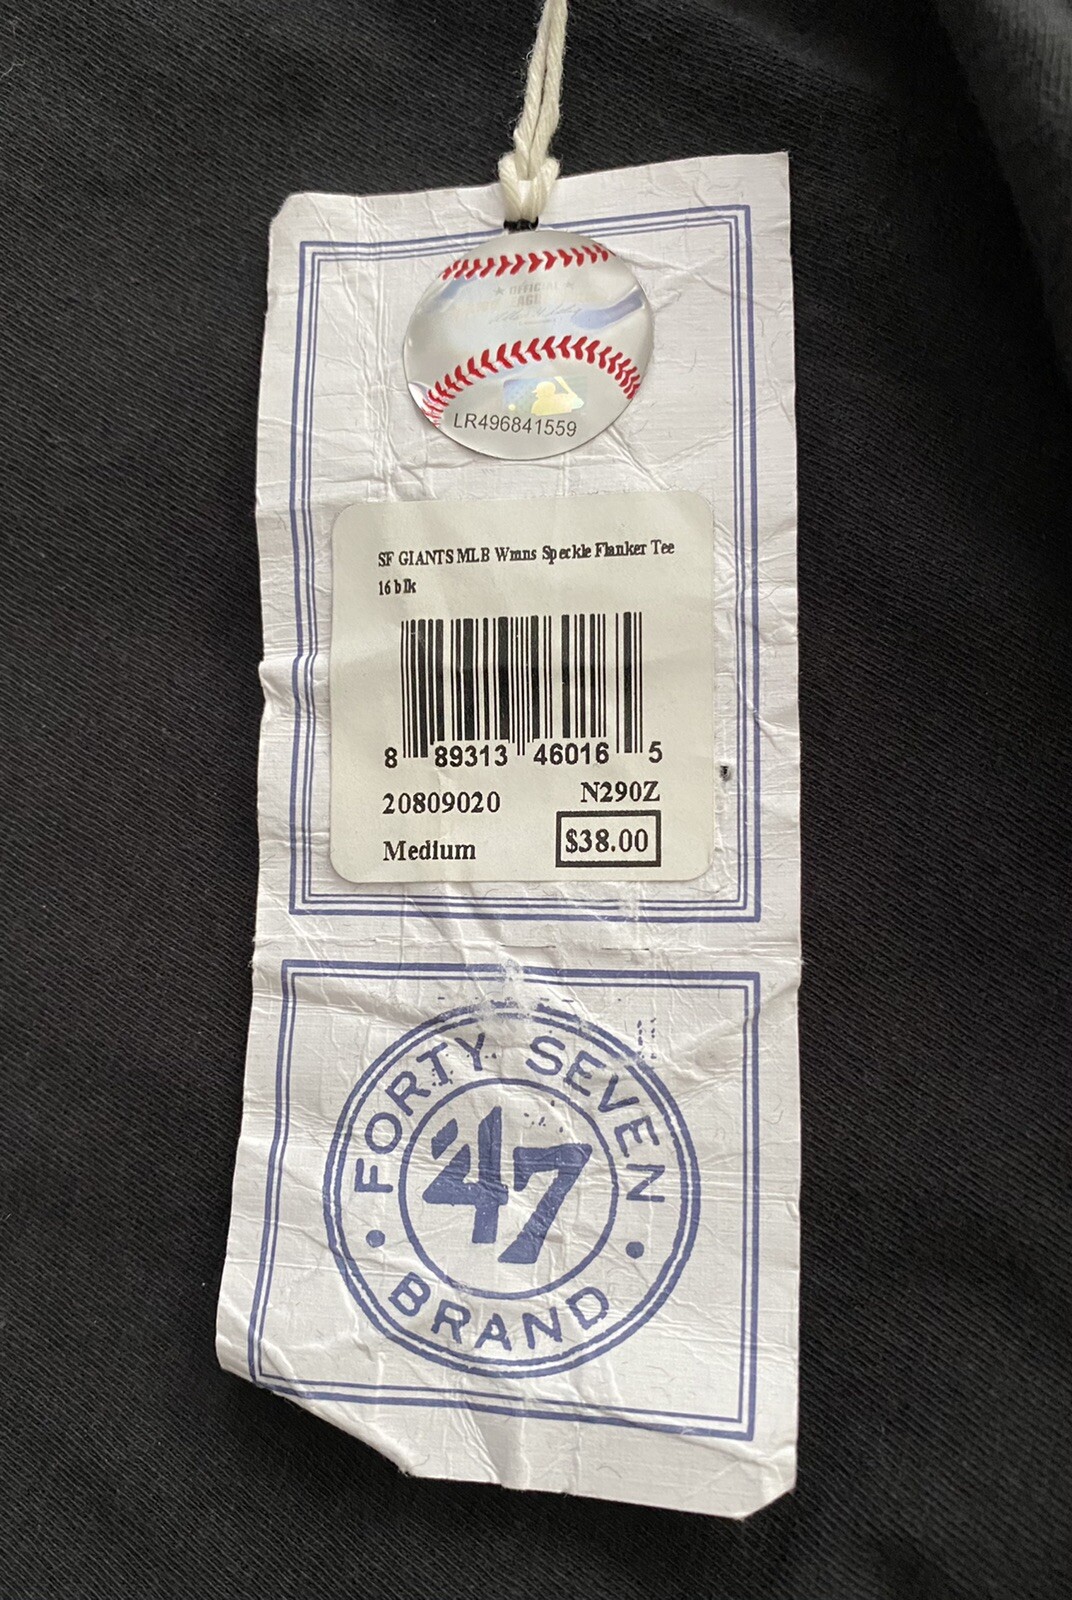 OFFICIAL
LR496841559
SF GIANTS MLB Wmns Speckle Flanker Tee
16 blk
8 89313 46016 5
20809020 N290Z
Medium $38.00
FORTY SEVEN
47
BRAND